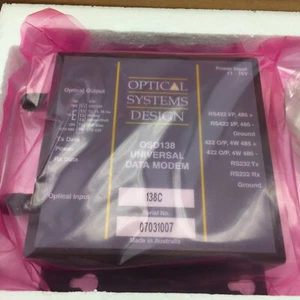 Optical Output
Power Input
OPTICAL
SYSTEMS
DESIGN
RS422 I/P, 485 +
RS422 I/P, 485 -
Ground
Tx Data
OSD138
422 O/P, 4W 485 +
Power
UNIVERSAL
422 O/P, 4W 485 -
Rx Data
DATA MODEM
RS232 Tx
RS232 Rx
Optical Input
138C
Ground
Serial No.
07031007
Made in Australia